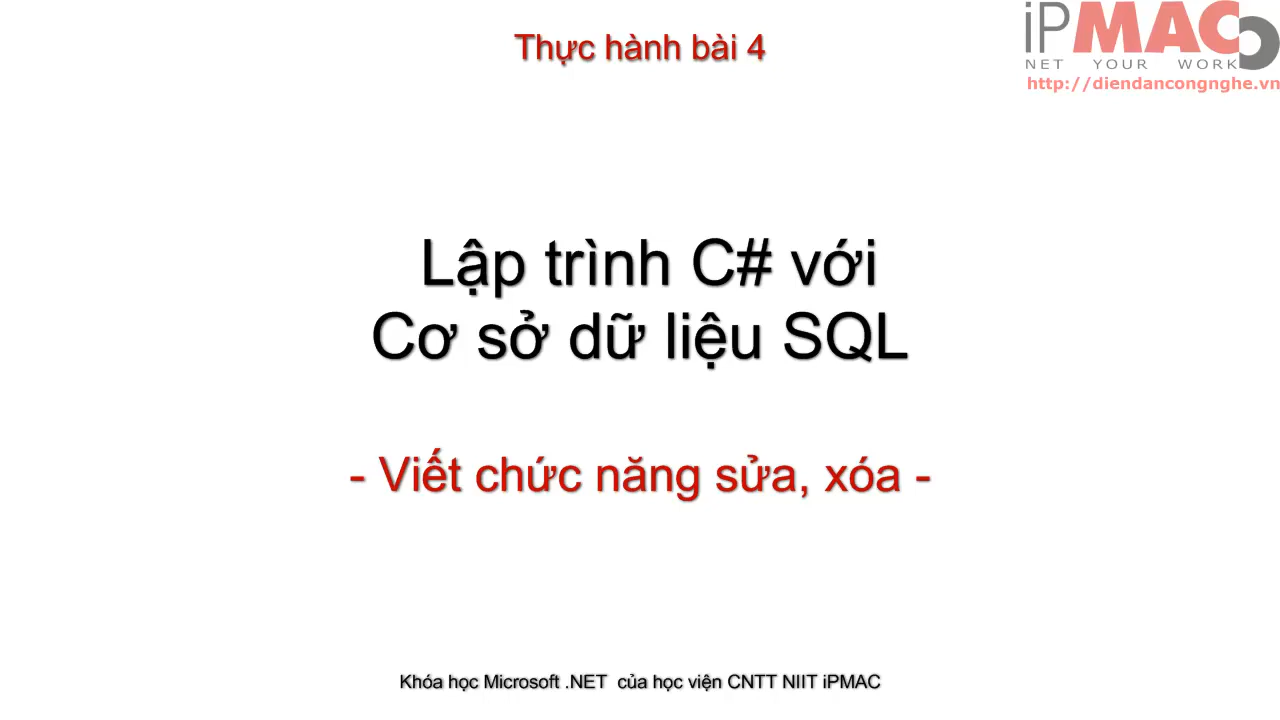 Thực hành bài 4
iPMAC
NET YOUR WORK
http://diendancongnghe.vn
Lập trình C# với
Cơ sở dữ liệu SQL
- Viết chức năng sửa, xóa -
Khóa học Microsoft .NET của học viện CNTT NIIT iPMAC